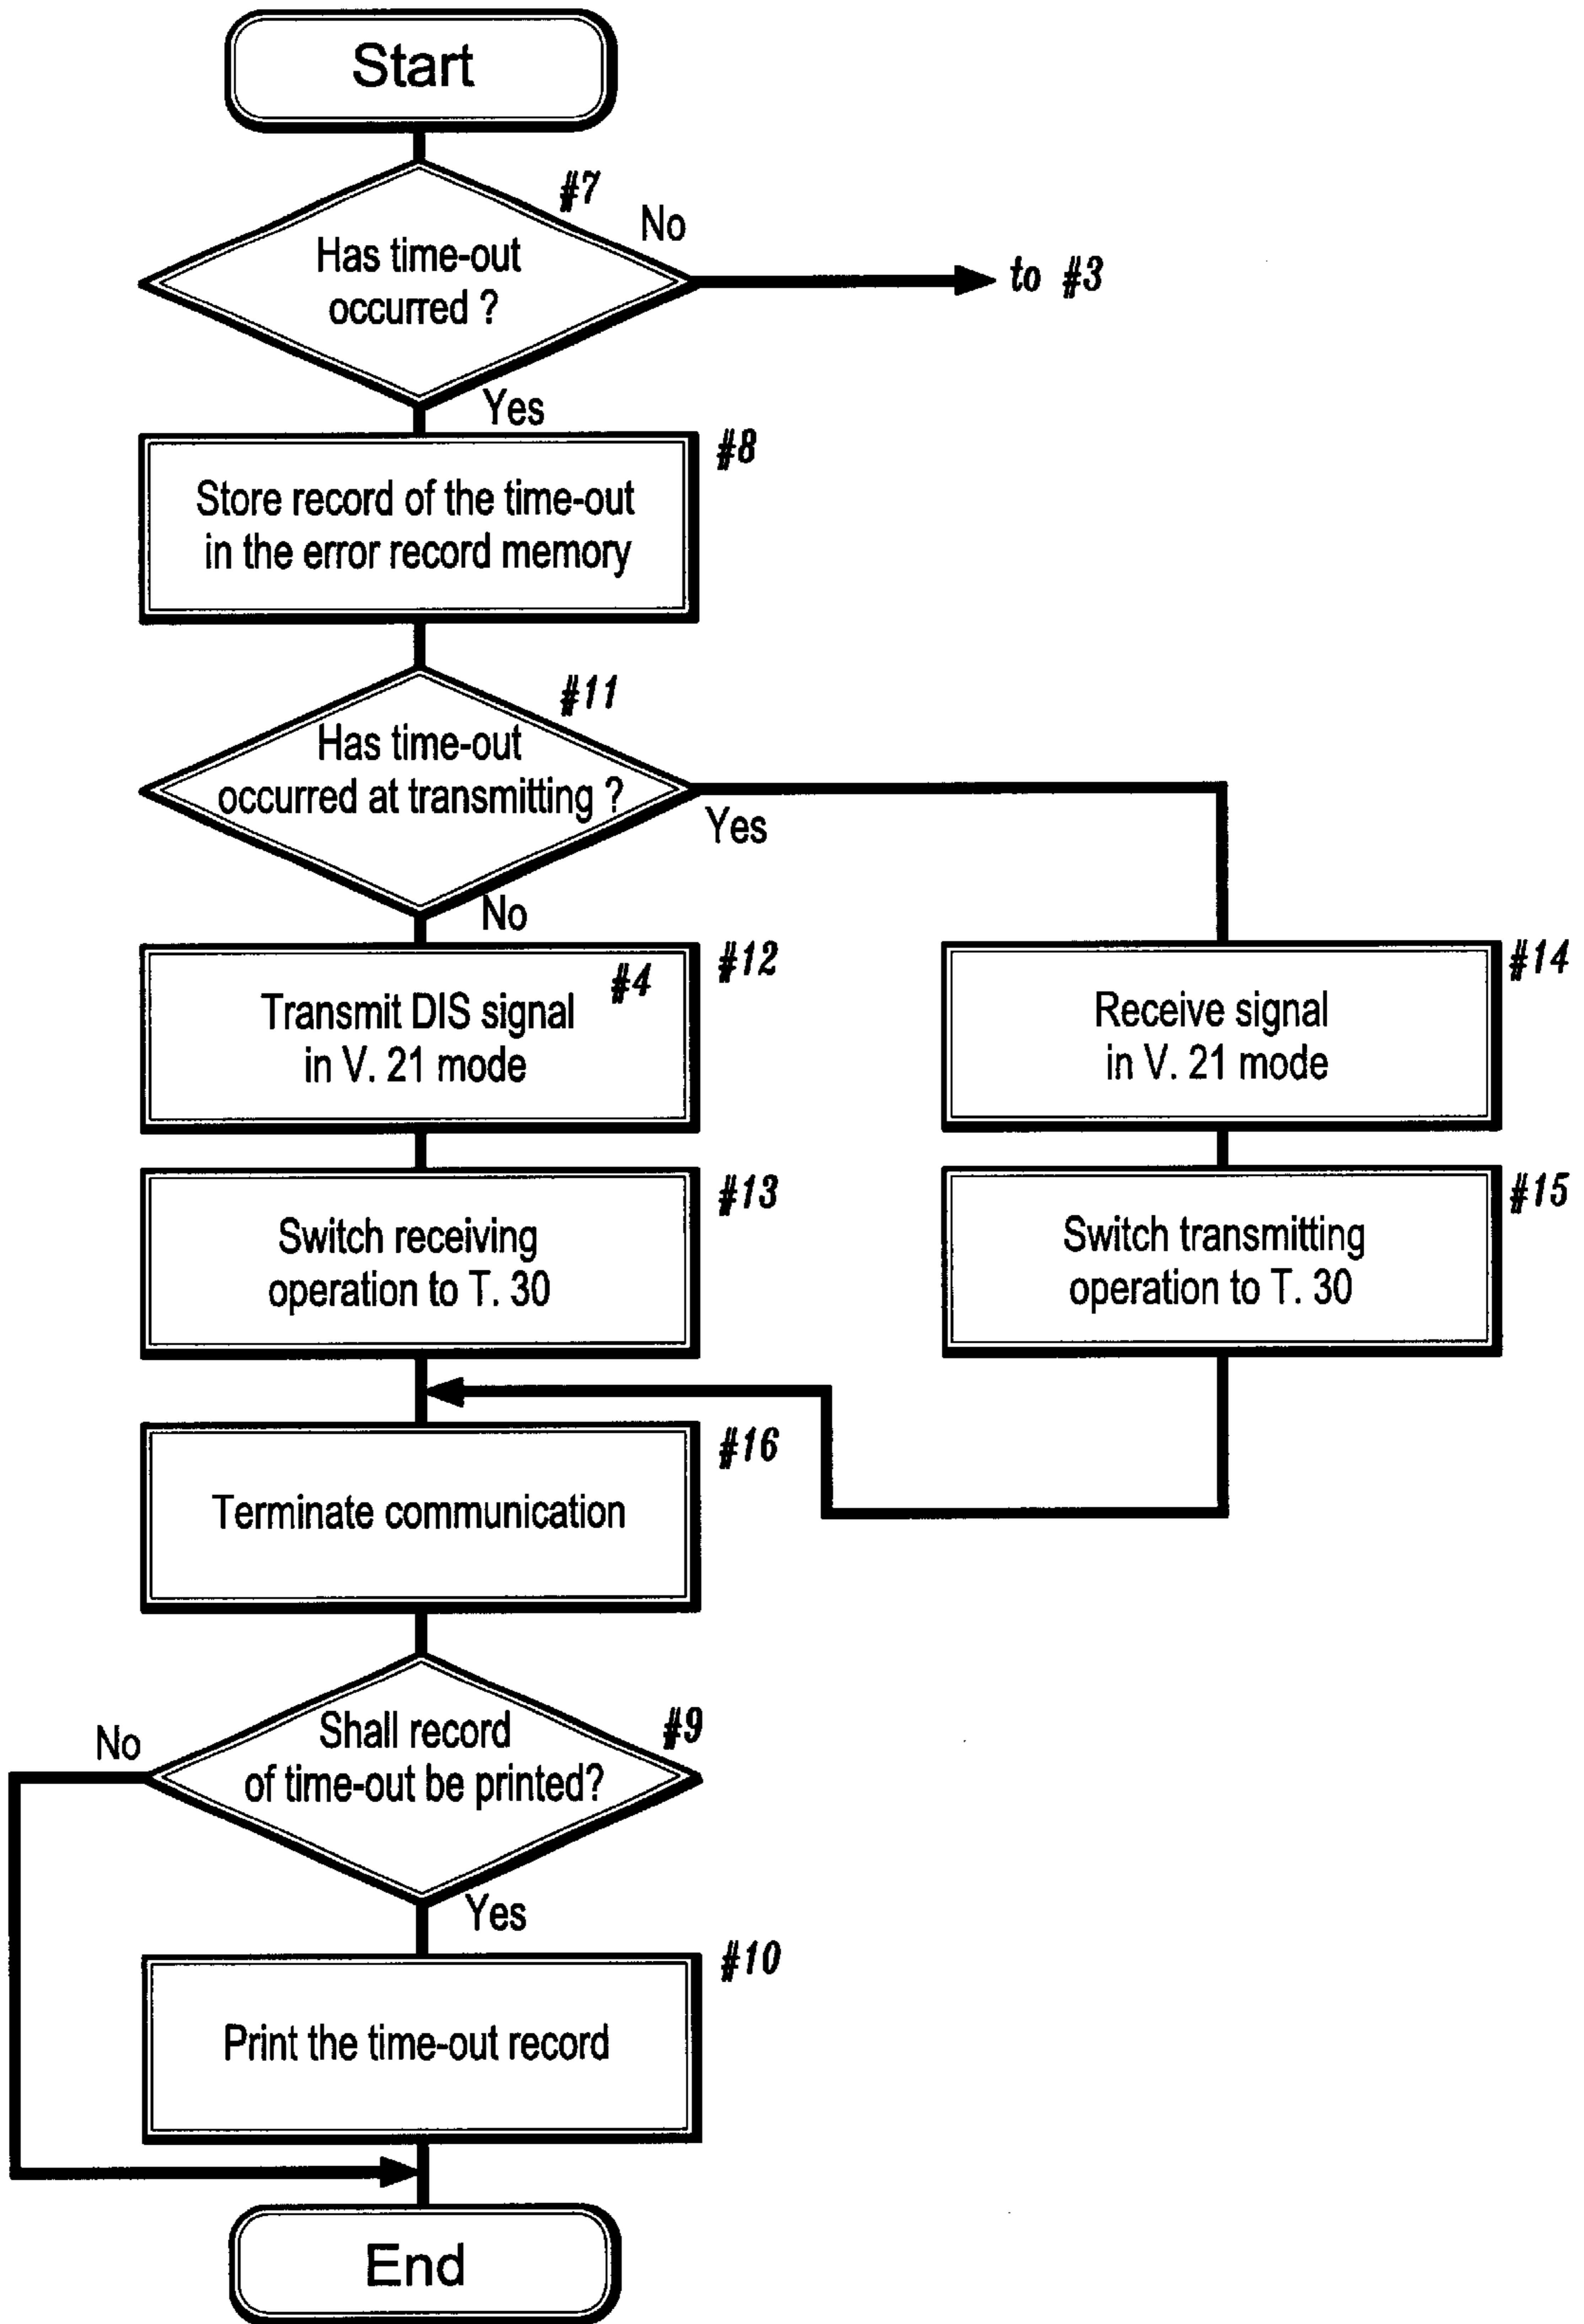 Start
#7
No
Has time-out
occurred ?
to #3
Yes
#8
Store record of the time-out
in the error record memory
#11
Has time-out
occurred at transmitting ?
Yes
No
#12
#4
Transmit DIS signal
in V. 21 mode
#14
Receive signal
in V. 21 mode
#13
Switch receiving
operation to T. 30
#15
Switch transmitting
operation to T. 30
#16
Terminate communication
#9
No
Shall record
of time-out be printed?
Yes
#10
Print the time-out record
End